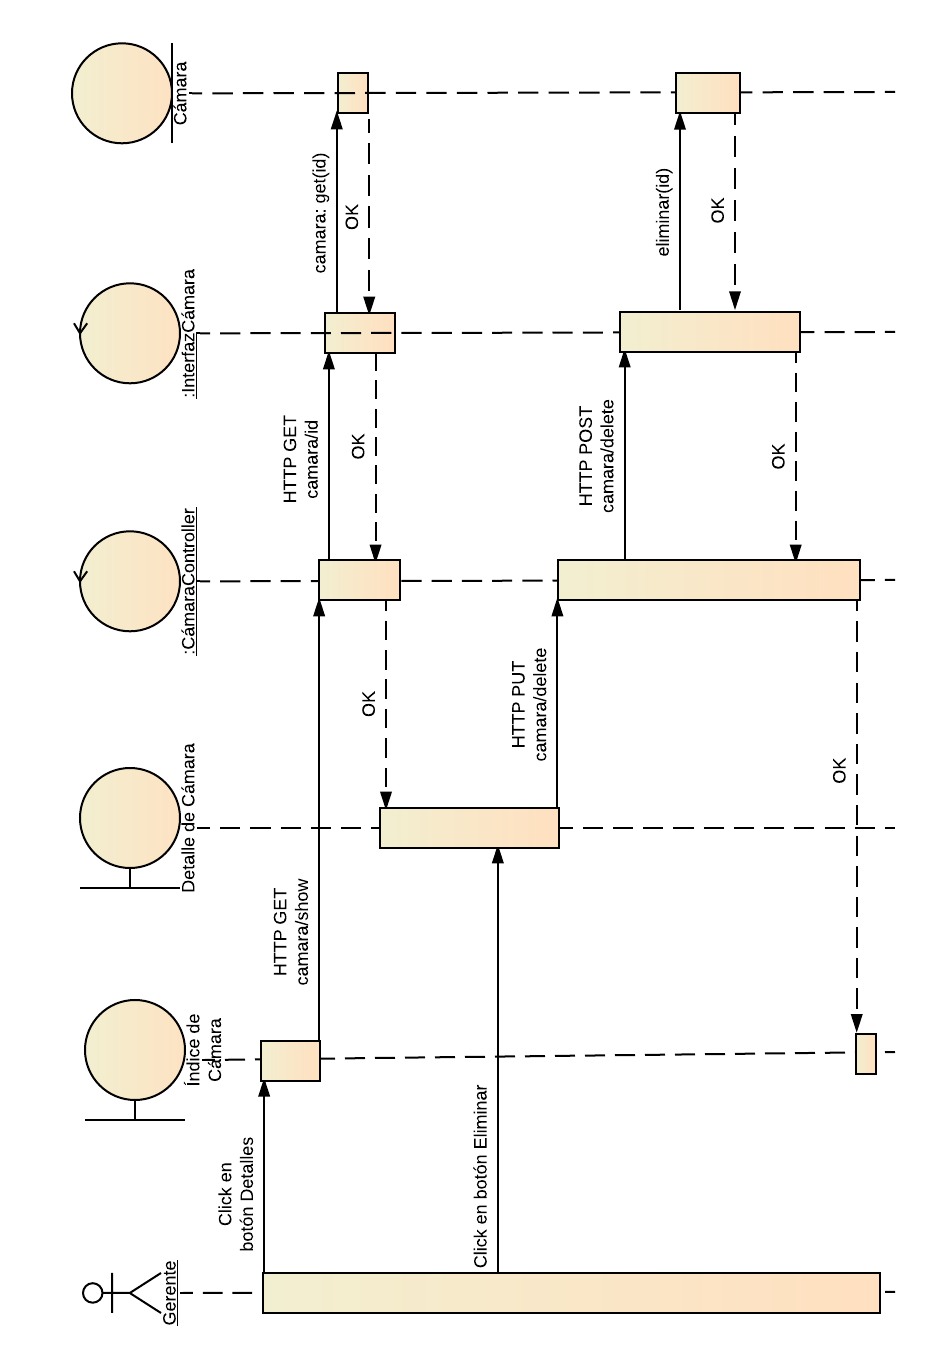 Gerente
Índice de
Cámara
Detalle de Cámara
:CámaraController
:InterfazCámara
Cámara
Click en
botón Detalles
HTTP GET
camara/show
HTTP GET
camara/id
camara: get(id)
OK
OK
OK
Click en botón Eliminar
HTTP PUT
camara/delete
HTTP POST
camara/delete
eliminar(id)
OK
OK
OK